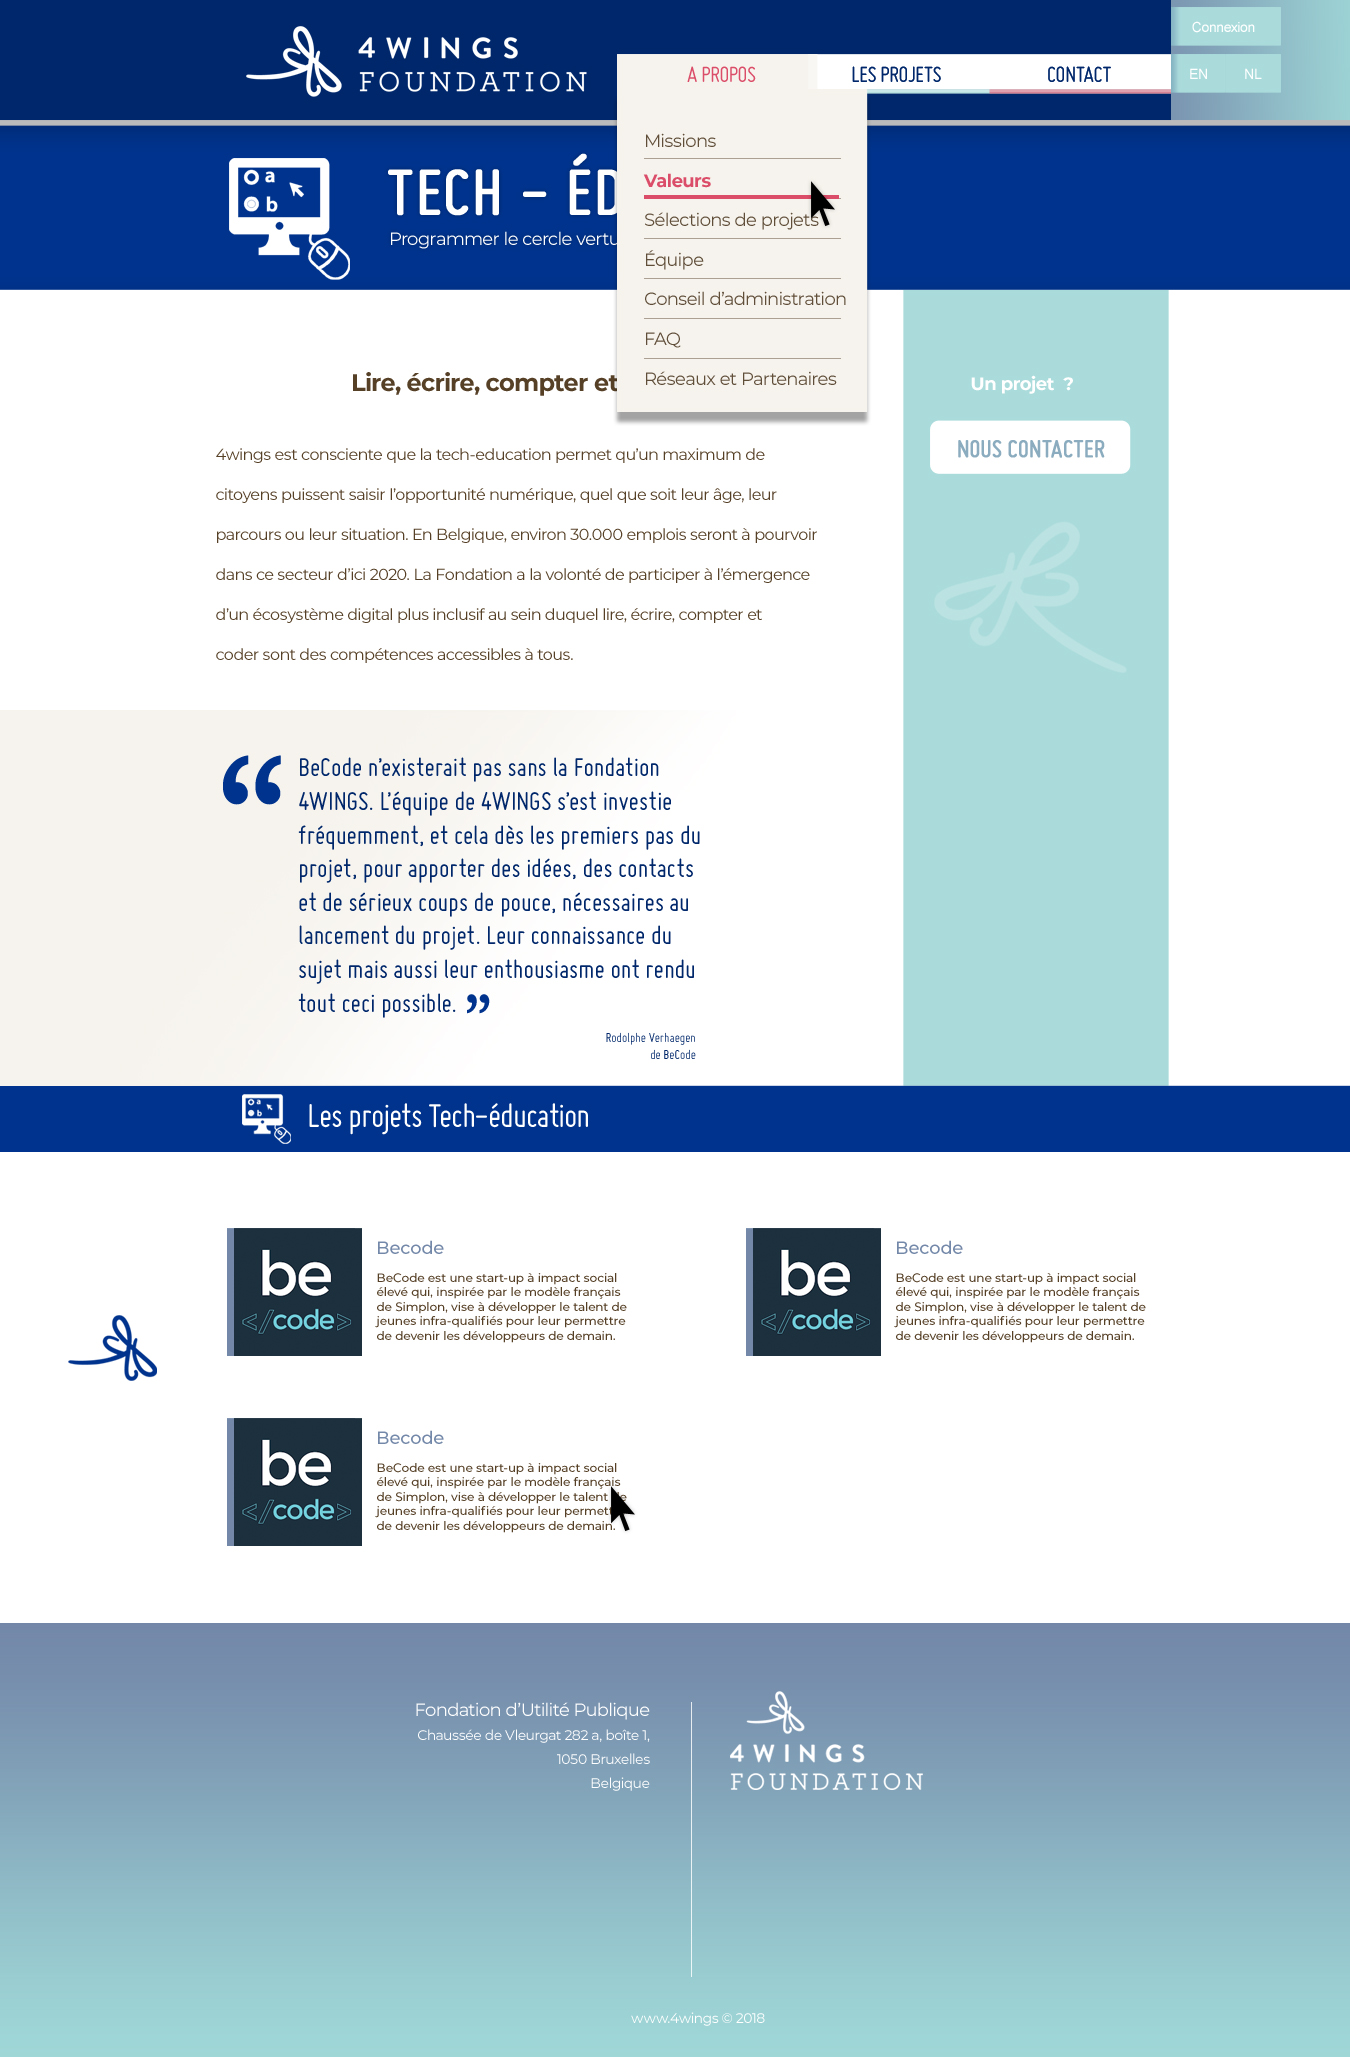 4WINGS
FOUNDATION
A PROPOS
LES PROJETS
CONTACT
Connexion
EN
NL
Missions
Valeurs
Sélections de projets
Équipe
Conseil d’administration
FAQ
Réseaux et Partenaires
a
b
TECH - ÉD
Programmer le cercle vertu
Lire, écrire, compter et
4wings est consciente que la tech-education permet qu’un maximum de
citoyens puissent saisir l’opportunité numérique, quel que soit leur âge, leur
parcours ou leur situation. En Belgique, environ 30.000 emplois seront à pourvoir
dans ce secteur d’ici 2020. La Fondation a la volonté de participer à l’émergence
d’un écosystème digital plus inclusif au sein duquel lire, écrire, compter et
coder sont des compétences accessibles à tous.
Un projet ?
NOUS CONTACTER
“ BeCode n’existerait pas sans la Fondation
4WINGS. L’équipe de 4WINGS s’est investie
fréquemment, et cela dès les premiers pas du
projet, pour apporter des idées, des contacts
et de sérieux coups de pouce, nécessaires au
lancement du projet. Leur connaissance du
sujet mais aussi leur enthousiasme ont rendu
tout ceci possible. ”
Rodolphe Verhaegen
de BeCode
a
b
Les projets Tech-éducation
be
</code>
Becode
BeCode est une start-up à impact social
élevé qui, inspirée par le modèle français
de Simplon, vise à développer le talent de
jeunes infra-qualifiés pour leur permettre
de devenir les développeurs de demain.
be
</code>
Becode
BeCode est une start-up à impact social
élevé qui, inspirée par le modèle français
de Simplon, vise à développer le talent de
jeunes infra-qualifiés pour leur permettre
de devenir les développeurs de demain.
be
</code>
Becode
BeCode est une start-up à impact social
élevé qui, inspirée par le modèle français
de Simplon, vise à développer le talent de
jeunes infra-qualifiés pour leur permettre
de devenir les développeurs de demain.
Fondation d’Utilité Publique
Chaussée de Vleurgat 282 a, boîte 1,
1050 Bruxelles
Belgique
4WINGS
FOUNDATION
www.4wings © 2018